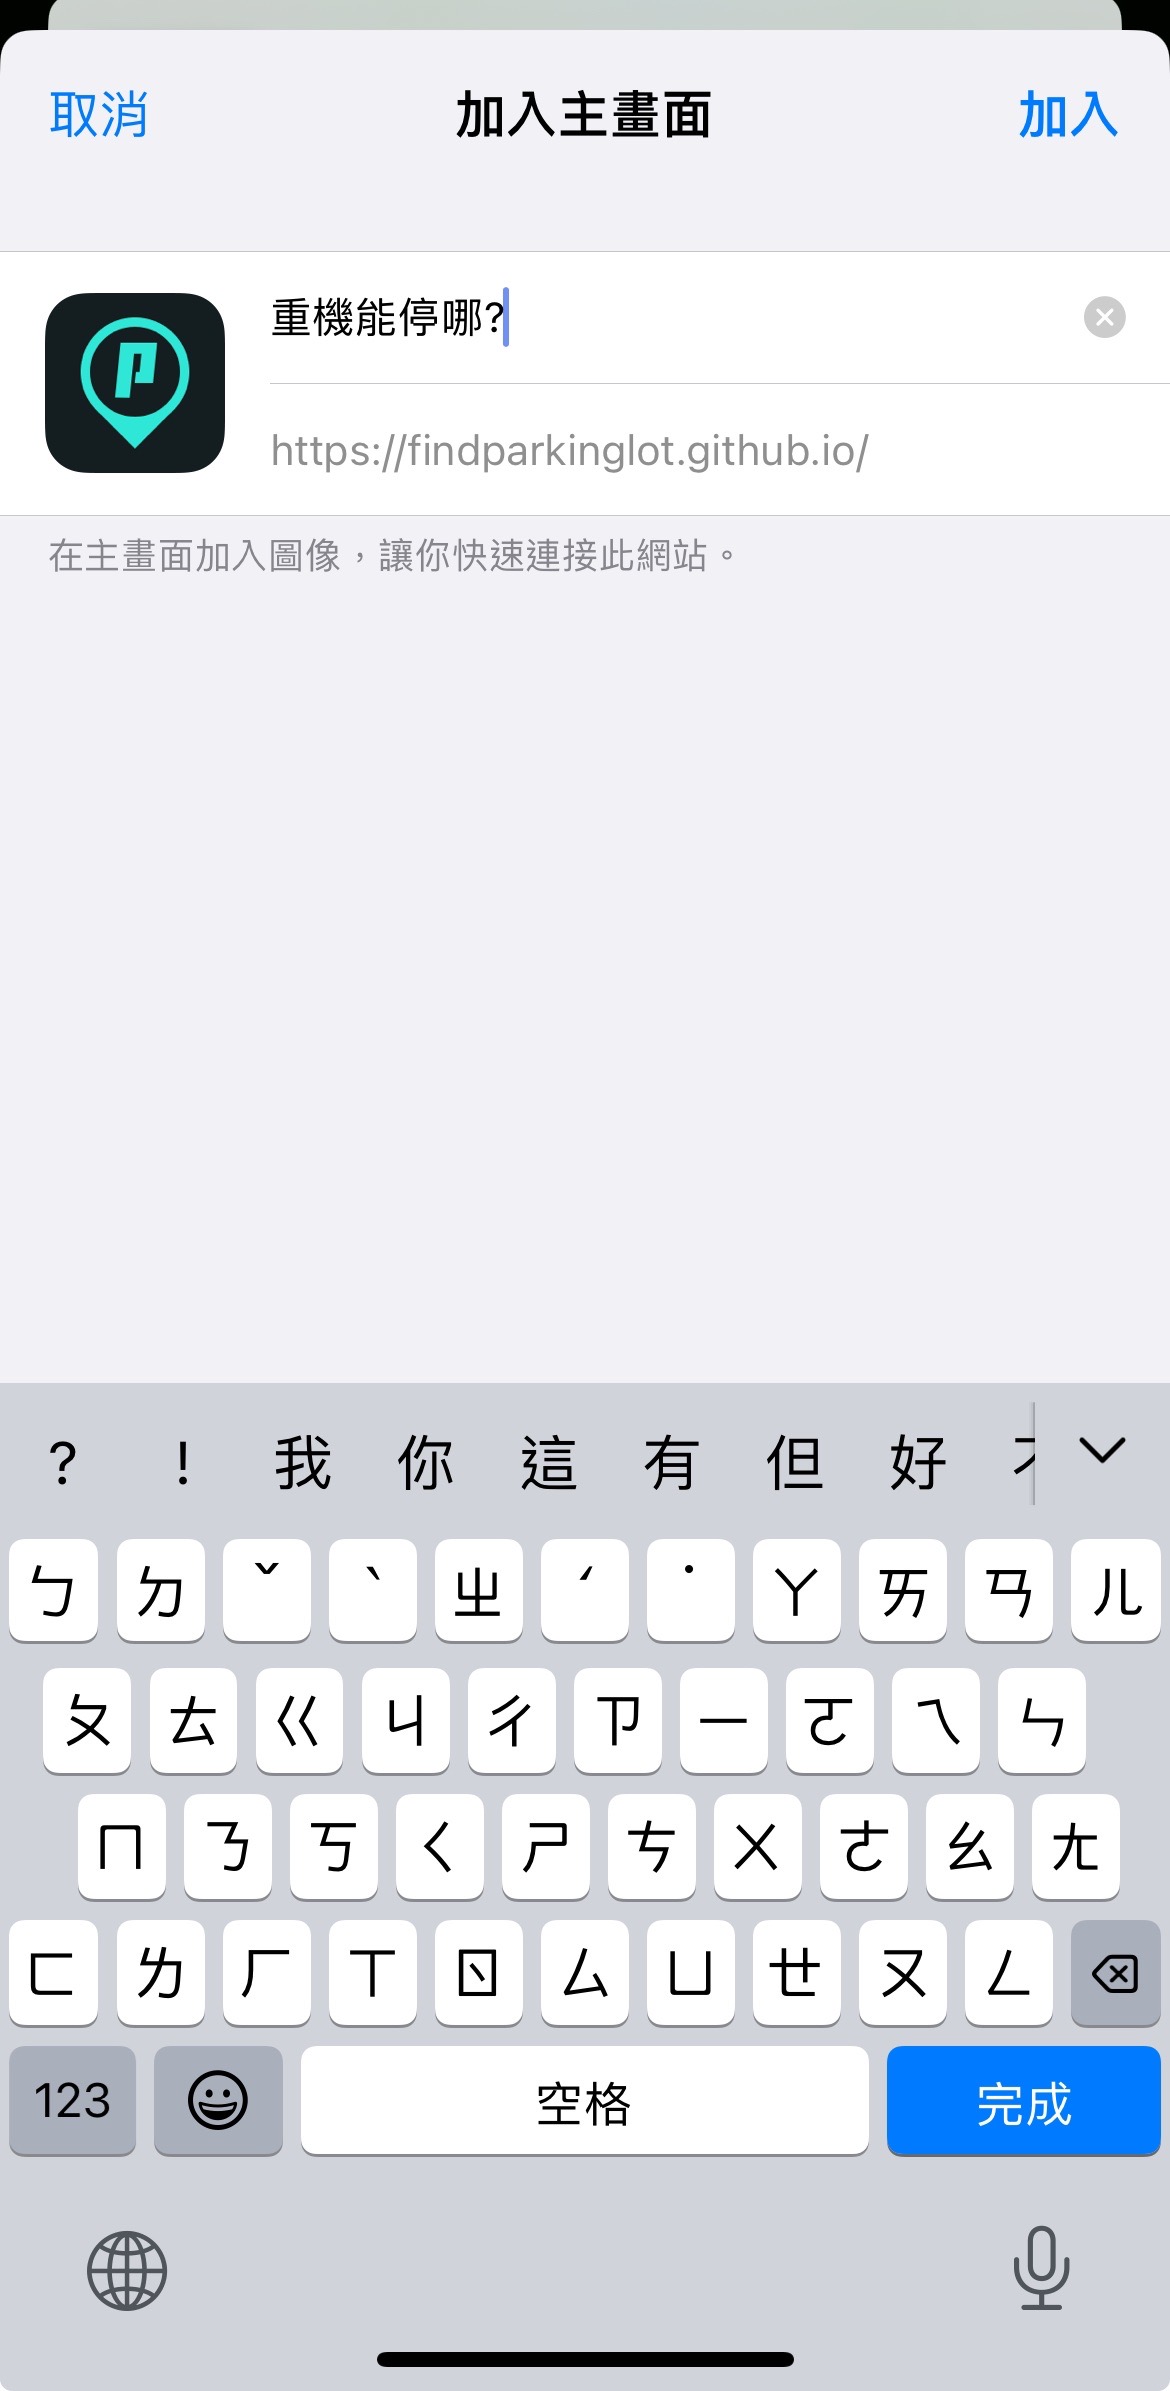 取消 加入主畫面 加入
P
重機能停哪?
https://findparkinglot.github.io/
在主畫面加入圖像，讓你快速連接此網站。
? ! 我 你 這 有 但 好
ㄅ ㄉ ˇ ˋ ㄓ ˊ ˙ ㄚ ㄞ ㄢ ㄦ
ㄆ ㄊ ㄍ ㄐ ㄔ ㄗ ㄧ ㄛ ㄟ ㄣ
ㄇ ㄋ ㄎ ㄑ ㄕ ㄘ ㄨ ㄜ ㄠ ㄤ
ㄈ ㄌ ㄏ ㄒ ㄖ ㄙ ㄩ ㄝ ㄡ ㄥ
123 空格 完成